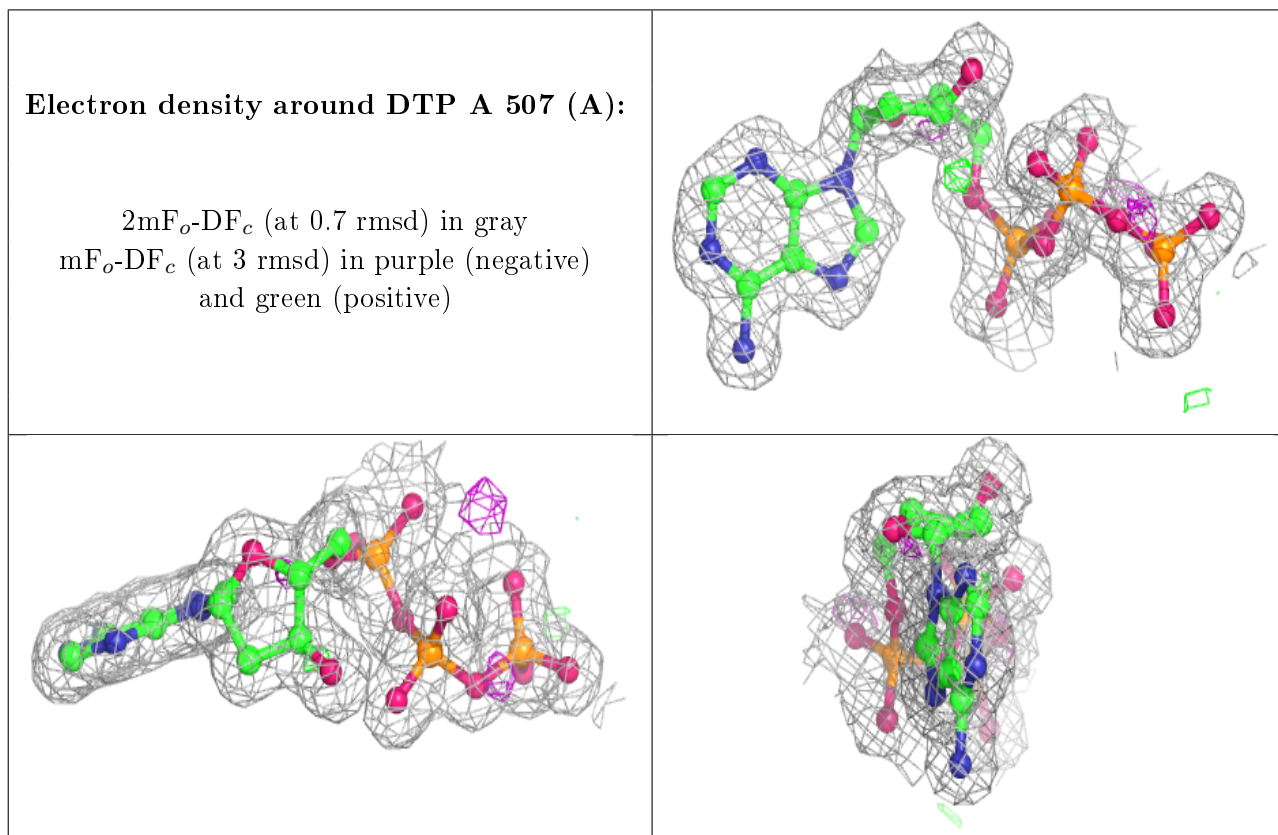 Electron density around DTP A 507 (A):
2mFₒ-DF𝒸 (at 0.7 rmsd) in gray
mFₒ-DF𝒸 (at 3 rmsd) in purple (negative)
and green (positive)